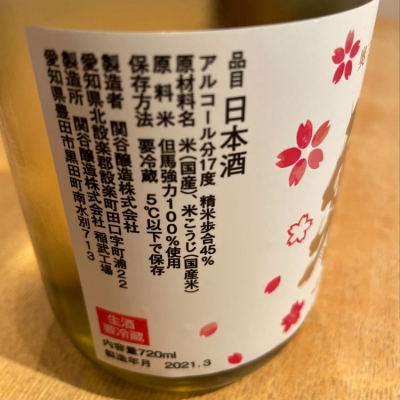 品目 日本酒
アルコール分17度 精米歩合45%
原材料名 米(国産)、米こうじ(国産米)
原料米 但馬強力100%使用
保存方法 要冷蔵 5℃以下で保存
製造者 関谷醸造株式会社
愛知県北設楽郡設楽町田口字町浦22
製造所 関谷醸造株式会社 稲武工場
愛知県豊田市黒田町南水別713
生酒
要冷蔵
内容量720ml
製造年月 2021.3